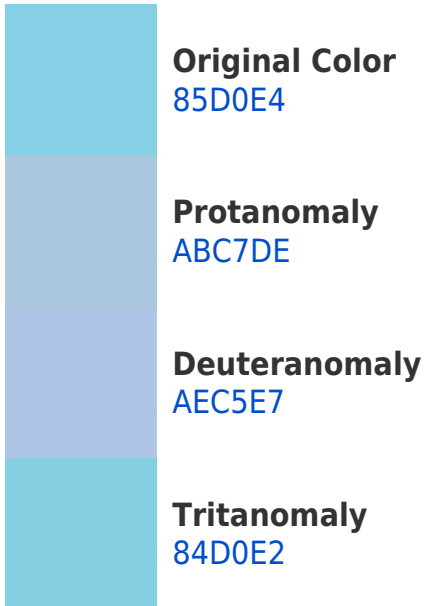 Original Color
85D0E4
Protanomaly
ABC7DE
Deuteranomaly
AEC5E7
Tritanomaly
84D0E2